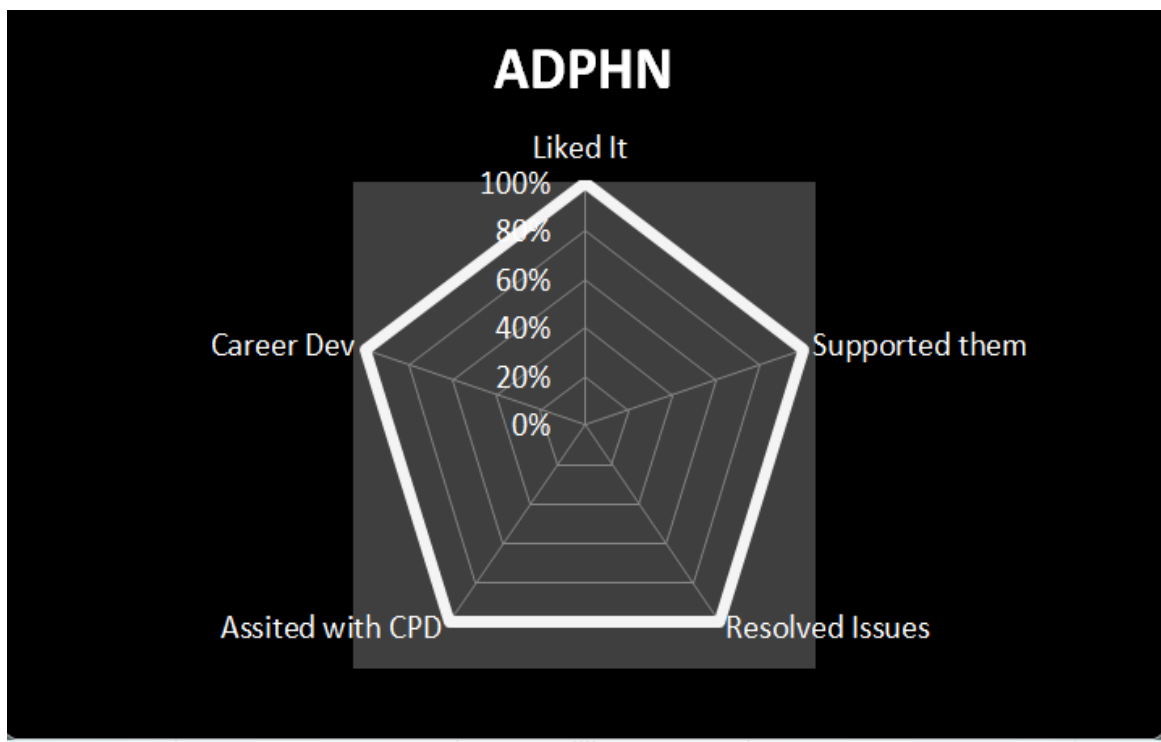 ADPHN
Liked It
100%
80%
60%
40%
20%
0%
Career Dev
Supported them
Assited with CPD
Resolved Issues